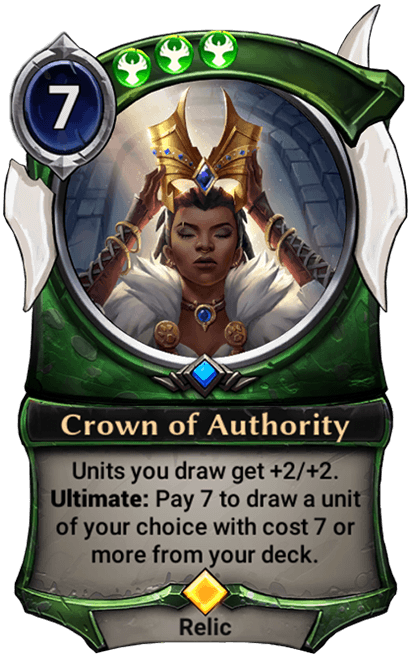 7
Crown of Authority
Units you draw get +2/+2.
Ultimate: Pay 7 to draw a unit
of your choice with cost 7 or
more from your deck.
Relic